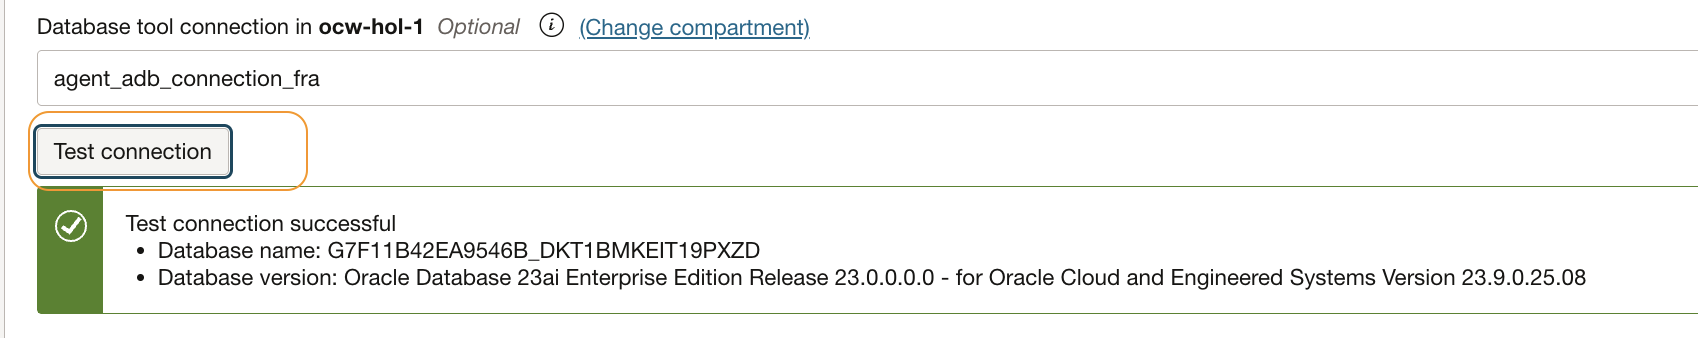 Database tool connection in ocw-hol-1 Optional (Change compartment)
agent_adb_connection_fra
Test connection
Test connection successful
• Database name: G7F11B42EA9546B_DKT1BMKEIT19PXZD
• Database version: Oracle Database 23ai Enterprise Edition Release 23.0.0.0.0 - for Oracle Cloud and Engineered Systems Version 23.9.0.25.08